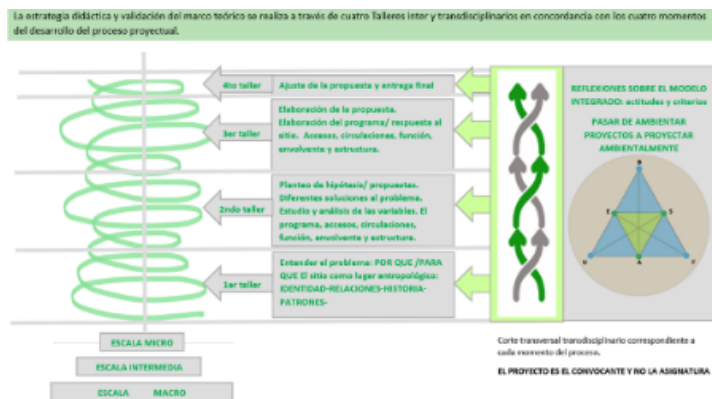 La estrategia didáctica y validación del marco teórico se realiza a través de cuatro Talleres inter y transdisciplinarios en concordancia con los cuatro momentos
del desarrollo del proceso proyectual.
4to taller
Ajuste de la propuesta y entrega final
3er taller
Elaboración de la propuesta.
Elaboración del programa/ respuesta al
sitio. Accesos, circulaciones, función,
envolvente y estructura.
2ndo taller
Planteo de hipótesis/ propuestas.
Diferentes soluciones al problema.
Estudio y análisis de las variables. El
programa, accesos, circulaciones,
función, envolvente y estructura.
1er taller
Entender el problema: POR QUE /PARA
QUE El sitio como lugar antropológico:
IDENTIDAD-RELACIONES-HISTORIA-
PATRONES-
ESCALA MICRO
ESCALA INTERMEDIA
ESCALA MACRO
REFLEXIONES SOBRE EL MODELO
INTEGRADO: actitudes y criterios
PASAR DE AMBIENTAR
PROYECTOS A PROYECTAR
AMBIENTALMENTE
E
S
A
Corte transversal transdisciplinario correspondiente a
cada momento del proceso.
EL PROYECTO ES EL CONVOCANTE Y NO LA ASIGNATURA